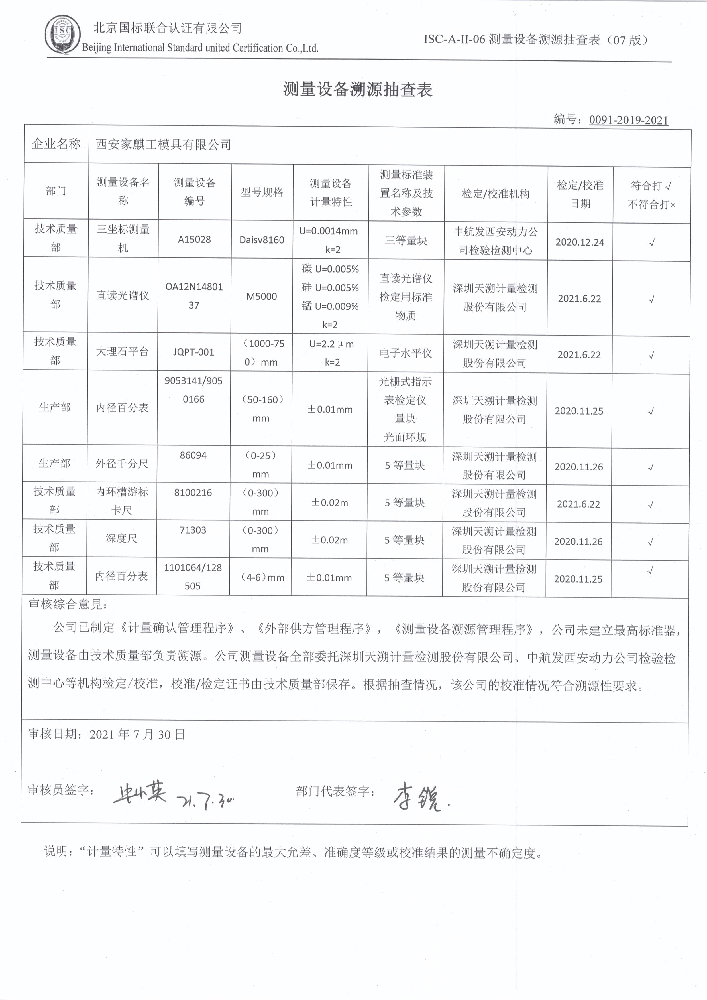 ISC
北京国标联合认证有限公司
Beijing International Standard united Certification Co.,Ltd.
ISC-A-II-06 测量设备溯源抽查表（07 版）
测量设备溯源抽查表
编号：0091-2019-2021
企业名称 西安家麒工模具有限公司
部门 测量设备名称 测量设备编号 型号规格 测量设备计量特性 测量标准装置名称及技术参数 检定/校准机构 检定/校准日期 符合打√ 不符合打×
技术质量部 三坐标测量机 A15028 Daisv8160 U=0.0014mm k=2 三等量块 中航发西安动力公司检验检测中心 2020.12.24 √
技术质量部 直读光谱仪 OA12N1480137 M5000 碳 U=0.005% 硅 U=0.005% 锰 U=0.009% k=2 直读光谱仪检定用标准物质 深圳天溯计量检测股份有限公司 2021.6.22 √
技术质量部 大理石平台 JQPT-001 （1000-750）mm U=2.2μm k=2 电子水平仪 深圳天溯计量检测股份有限公司 2021.6.22 √
生产部 内径百分表 9053141/9050166 （50-160）mm ±0.01mm 光栅式指示表检定仪 量块 光面环规 深圳天溯计量检测股份有限公司 2020.11.25 √
生产部 外径千分尺 86094 （0-25）mm ±0.01mm 5 等量块 深圳天溯计量检测股份有限公司 2020.11.26 √
技术质量部 内环槽游标卡尺 8100216 （0-300）mm ±0.02m 5 等量块 深圳天溯计量检测股份有限公司 2021.6.22 √
技术质量部 深度尺 71303 （0-300）mm ±0.02m 5 等量块 深圳天溯计量检测股份有限公司 2020.11.26 √
技术质量部 内径百分表 1101064/128505 （4-6）mm ±0.01mm 5 等量块 深圳天溯计量检测股份有限公司 2020.11.25 √
审核综合意见：
公司已制定《计量确认管理程序》、《外部供方管理程序》，《测量设备溯源管理程序》，公司未建立最高标准器，
测量设备由技术质量部负责溯源。公司测量设备全部委托深圳天溯计量检测股份有限公司、中航发西安动力公司检验检
测中心等机构检定/校准，校准/检定证书由技术质量部保存。根据抽查情况，该公司的校准情况符合溯源性要求。
审核日期：2021 年 7 月 30 日
审核员签字： 21.7.30. 部门代表签字： 李锐.
说明：“计量特性”可以填写测量设备的最大允差、准确度等级或校准结果的测量不确定度。